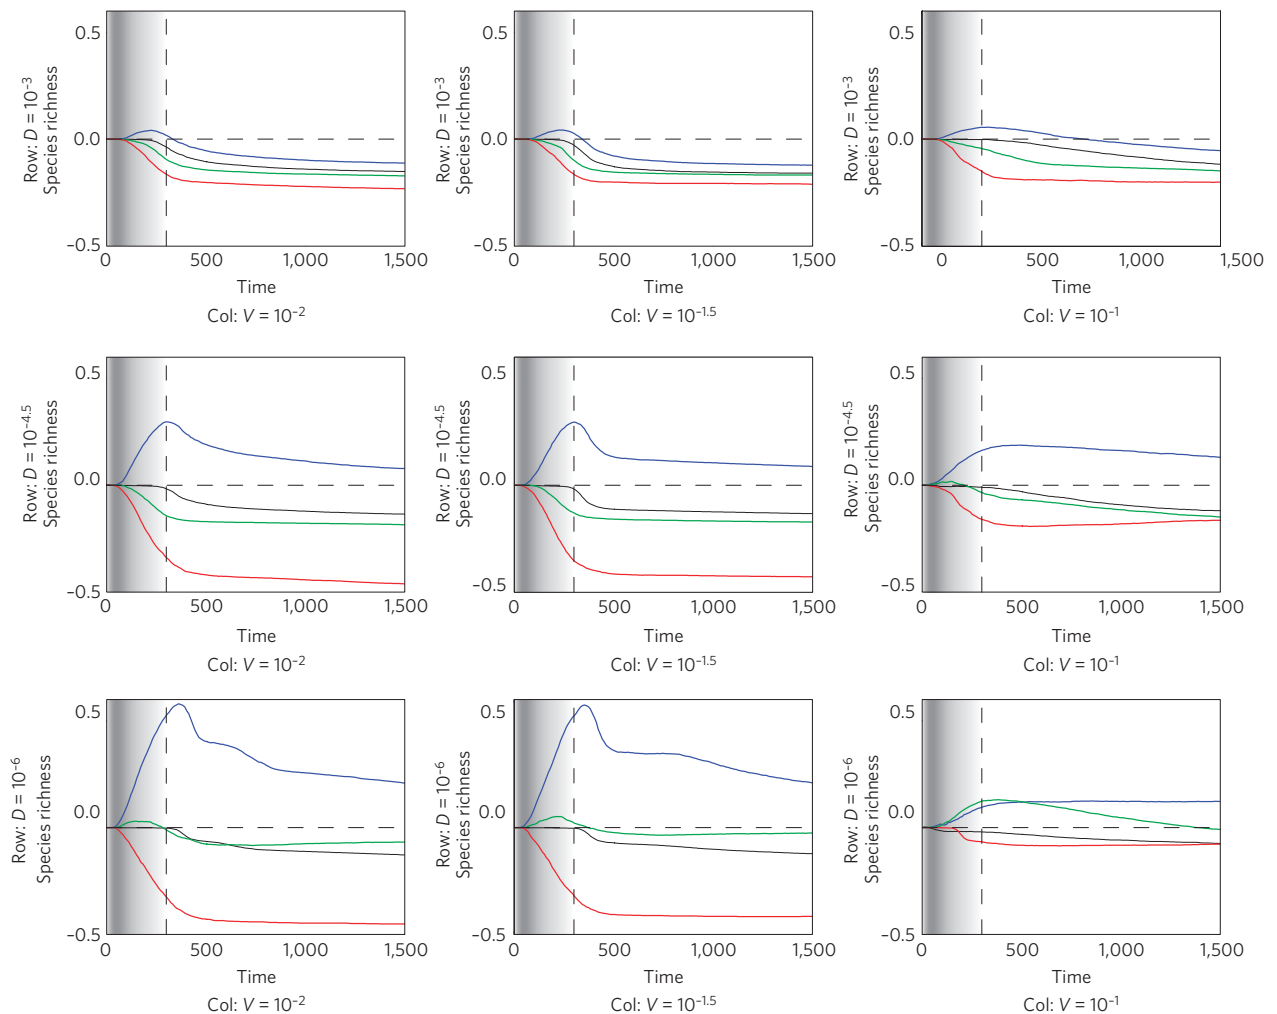 Row: D = 10⁻³
Species richness
0.5
0.0
–0.5
0 500 1,000 1,500
Time
Col: V = 10⁻²
Row: D = 10⁻³
Species richness
0.5
0.0
–0.5
0 500 1,000 1,500
Time
Col: V = 10⁻¹·⁵
Row: D = 10⁻³
Species richness
0.5
0.0
–0.5
0 500 1,000 1,500
Time
Col: V = 10⁻¹
Row: D = 10⁻⁴·⁵
Species richness
0.5
0.0
–0.5
0 500 1,000 1,500
Time
Col: V = 10⁻²
Row: D = 10⁻⁴·⁵
Species richness
0.5
0.0
–0.5
0 500 1,000 1,500
Time
Col: V = 10⁻¹·⁵
Row: D = 10⁻⁴·⁵
Species richness
0.5
0.0
–0.5
0 500 1,000 1,500
Time
Col: V = 10⁻¹
Row: D = 10⁻⁶
Species richness
0.5
0.0
–0.5
0 500 1,000 1,500
Time
Col: V = 10⁻²
Row: D = 10⁻⁶
Species richness
0.5
0.0
–0.5
0 500 1,000 1,500
Time
Col: V = 10⁻¹·⁵
Row: D = 10⁻⁶
Species richness
0.5
0.0
–0.5
0 500 1,000 1,500
Time
Col: V = 10⁻¹